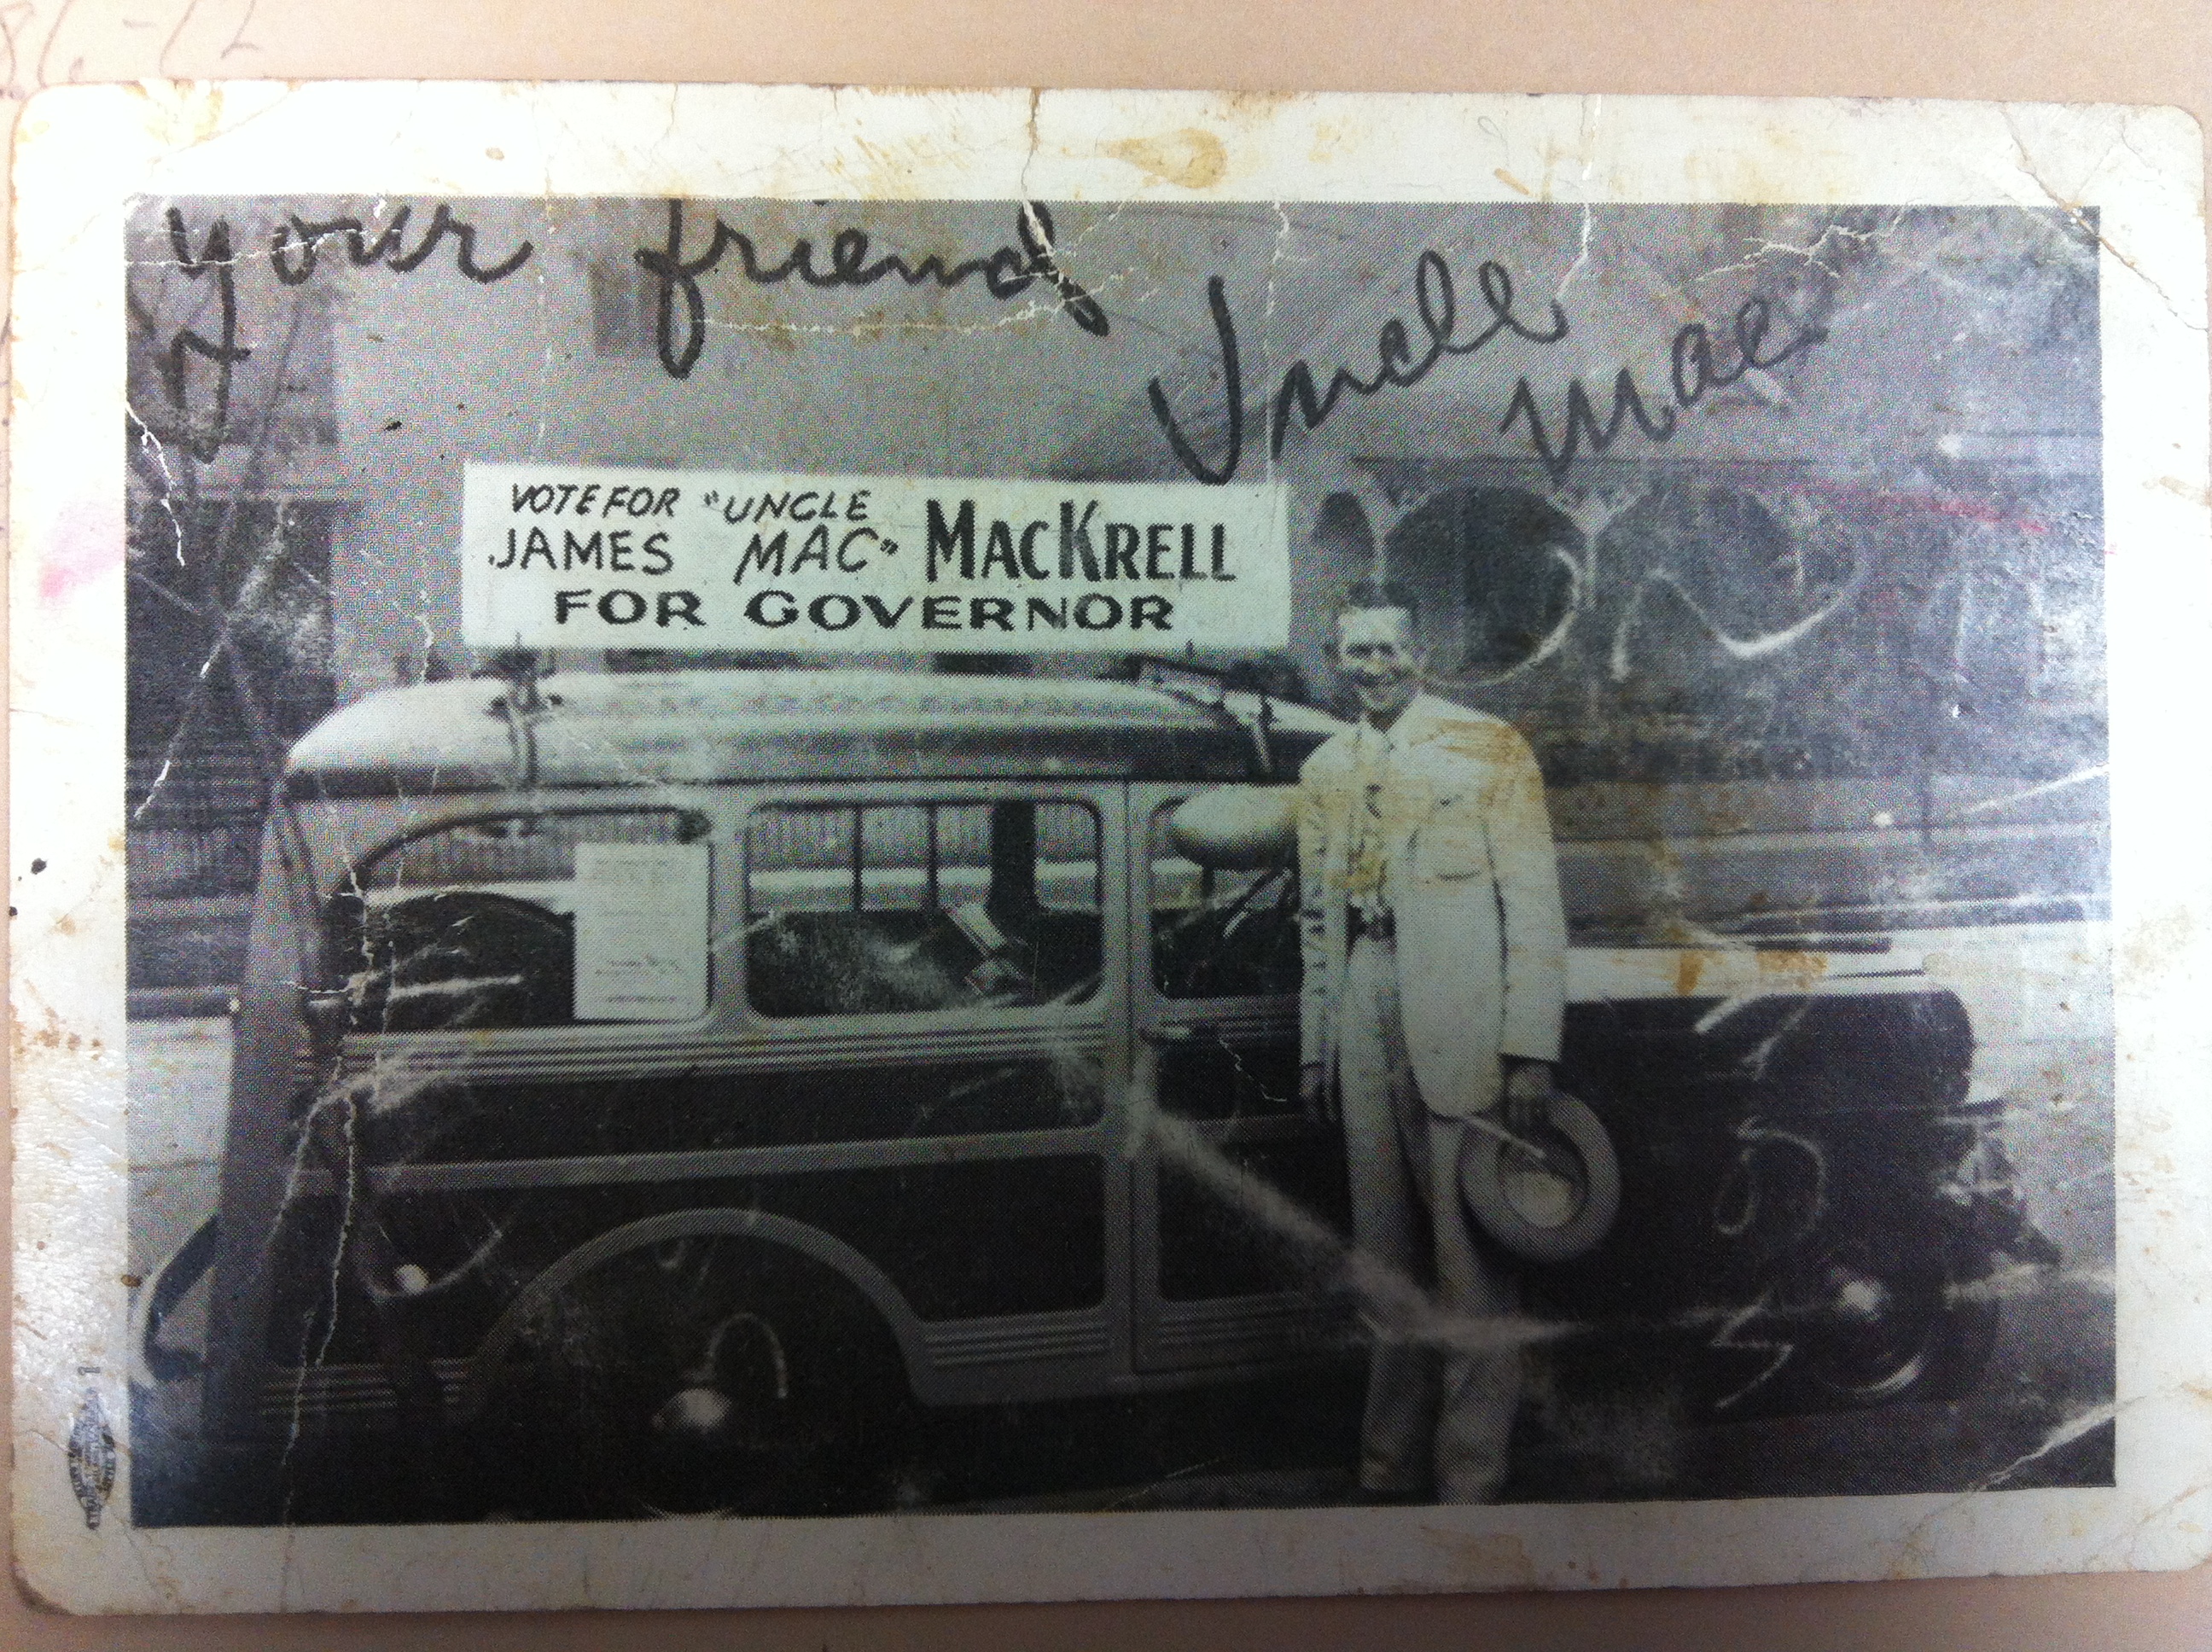 your friend
Uncle
Mac
VOTE FOR "UNCLE
JAMES MAC" MACKRELL
FOR GOVERNOR